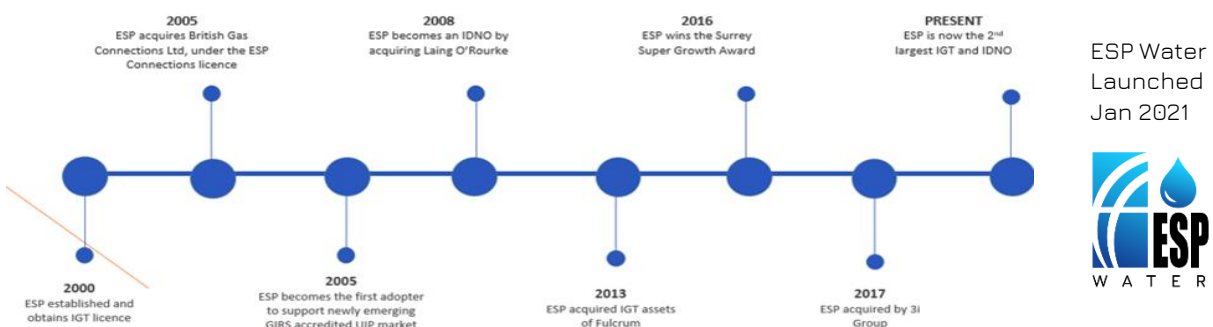 2005
ESP acquires British Gas
Connections Ltd, under the ESP
Connections licence
2008
ESP becomes an IDNO by
acquiring Laing O'Rourke
2016
ESP wins the Surrey
Super Growth Award
PRESENT
ESP is now the 2nd
largest IGT and IDNO
2000
ESP established and
obtains IGT licence
2005
ESP becomes the first adopter
to support newly emerging
GIRS accredited UIP market
2013
ESP acquired IGT assets
of Fulcrum
2017
ESP acquired by 3i
Group
ESP Water
Launched
Jan 2021
ESP
WATER